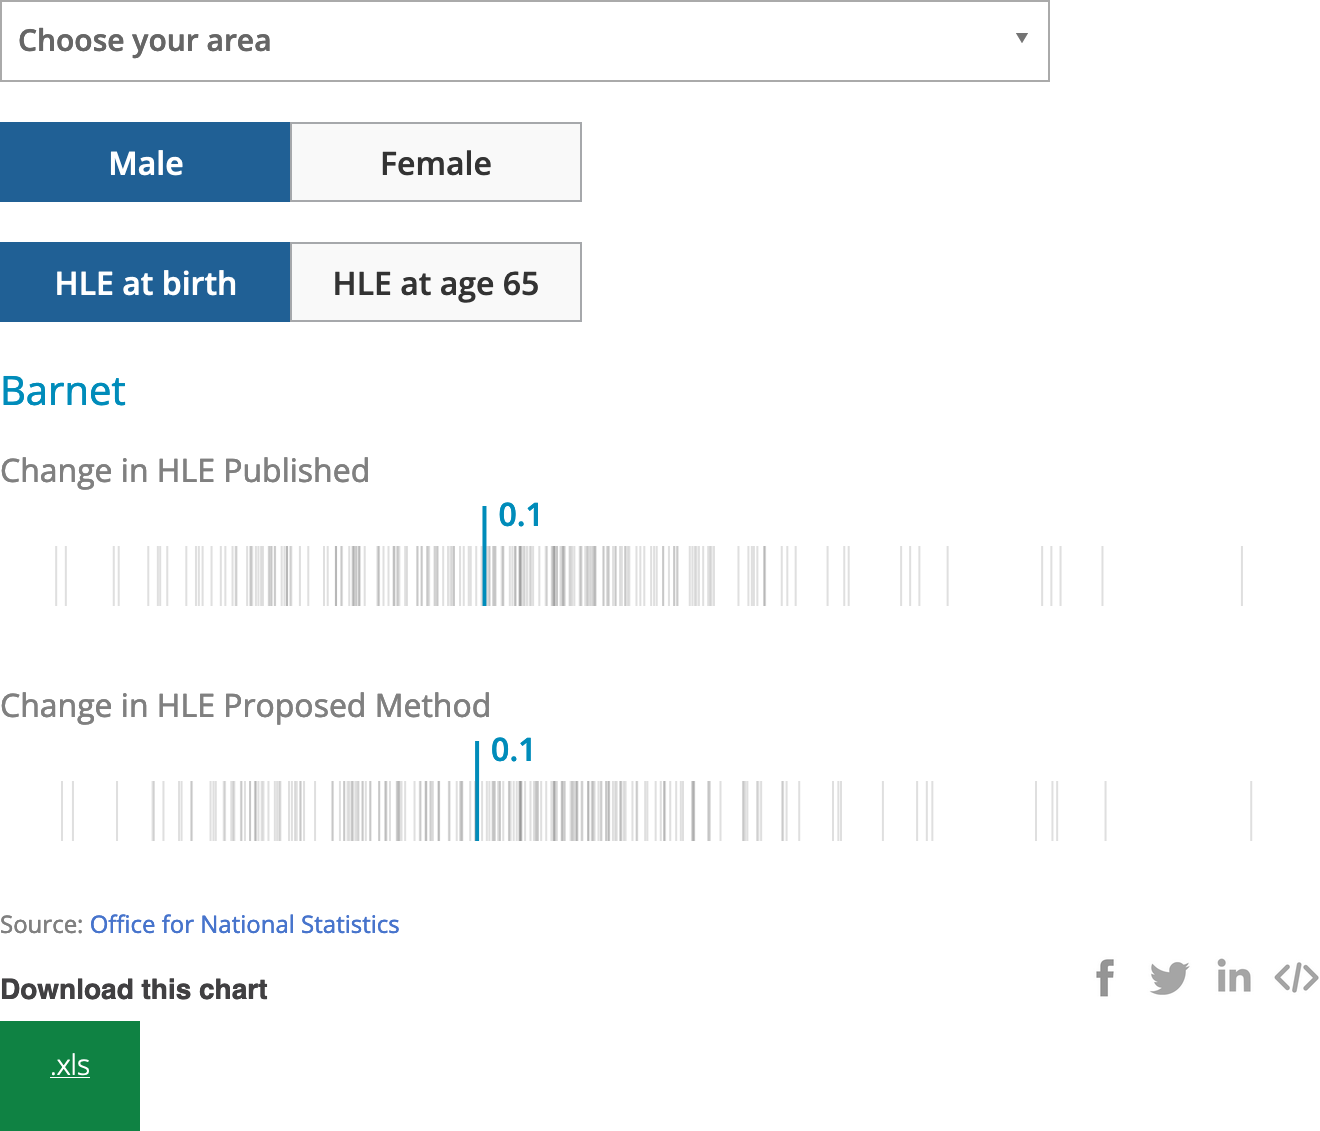 Choose your area
Male Female
HLE at birth HLE at age 65
Barnet
Change in HLE Published
0.1
Change in HLE Proposed Method
0.1
Source: Office for National Statistics
Download this chart
.xls